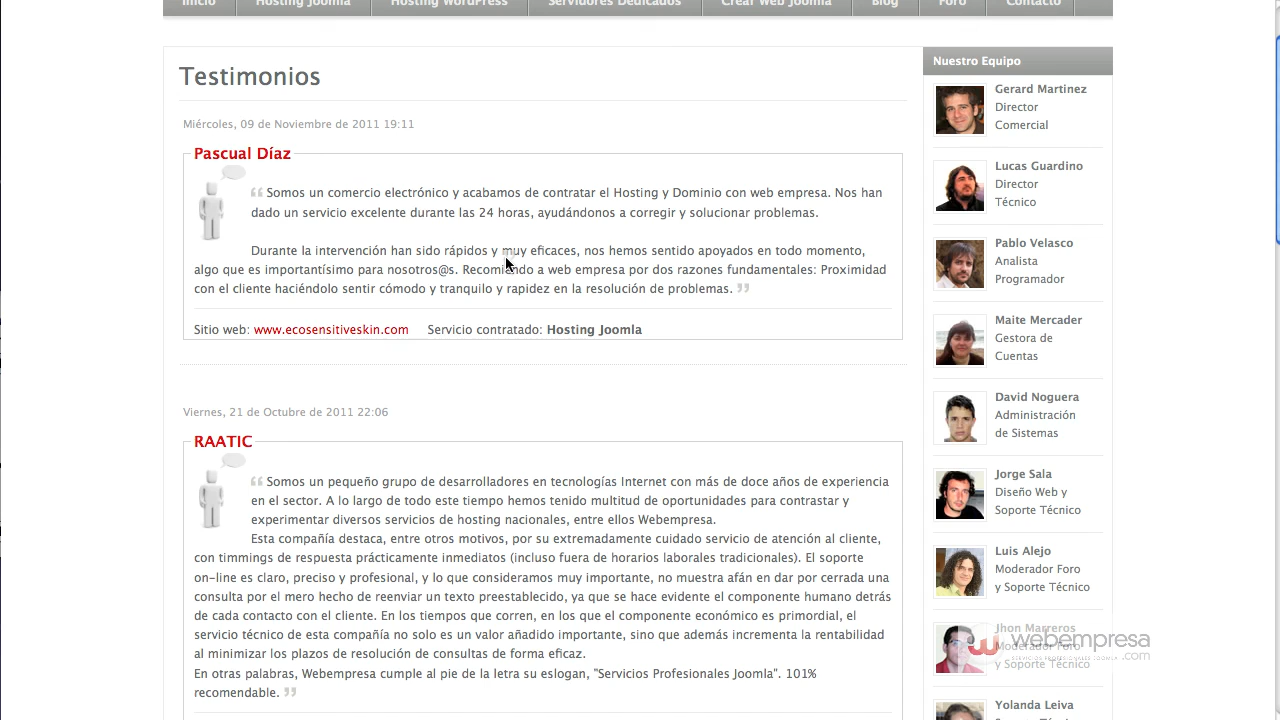 Inicio Hosting Joomla Hosting WordPress Servidores Dedicados Crear Web Joomla Blog Foro Contacto
Testimonios
Miércoles, 09 de Noviembre de 2011 19:11
Pascual Díaz
Somos un comercio electrónico y acabamos de contratar el Hosting y Dominio con web empresa. Nos han
dado un servicio excelente durante las 24 horas, ayudándonos a corregir y solucionar problemas.
Durante la intervención han sido rápidos y muy eficaces, nos hemos sentido apoyados en todo momento,
algo que es importantísimo para nosotros@s. Recomiendo a web empresa por dos razones fundamentales: Proximidad
con el cliente haciéndolo sentir cómodo y tranquilo y rapidez en la resolución de problemas.
Sitio web: www.ecosensitiveskin.com Servicio contratado: Hosting Joomla
Viernes, 21 de Octubre de 2011 22:06
RAATIC
Somos un pequeño grupo de desarrolladores en tecnologías Internet con más de doce años de experiencia
en el sector. A lo largo de todo este tiempo hemos tenido multitud de oportunidades para contrastar y
experimentar diversos servicios de hosting nacionales, entre ellos Webempresa.
Esta compañía destaca, entre otros motivos, por su extremadamente cuidado servicio de atención al cliente,
con timmings de respuesta prácticamente inmediatos (incluso fuera de horarios laborales tradicionales). El soporte
on-line es claro, preciso y profesional, y lo que consideramos muy importante, no muestra afán en dar por cerrada una
consulta por el mero hecho de reenviar un texto preestablecido, ya que se hace evidente el componente humano detrás
de cada contacto con el cliente. En los tiempos que corren, en los que el componente económico es primordial, el
servicio técnico de esta compañía no solo es un valor añadido importante, sino que además incrementa la rentabilidad
al minimizar los plazos de resolución de consultas de forma eficaz.
En otras palabras, Webempresa cumple al pie de la letra su eslogan, "Servicios Profesionales Joomla". 101%
recomendable.
Nuestro Equipo
Gerard Martinez
Director
Comercial
Lucas Guardino
Director
Técnico
Pablo Velasco
Analista
Programador
Maite Mercader
Gestora de
Cuentas
David Noguera
Administración
de Sistemas
Jorge Sala
Diseño Web y
Soporte Técnico
Luis Alejo
Moderador Foro
y Soporte Técnico
Jhon Marreros
Moderador Foro
y Soporte Técnico
webempresa
SERVICIOS PROFESIONALES JOOMLA .com
Yolanda Leiva